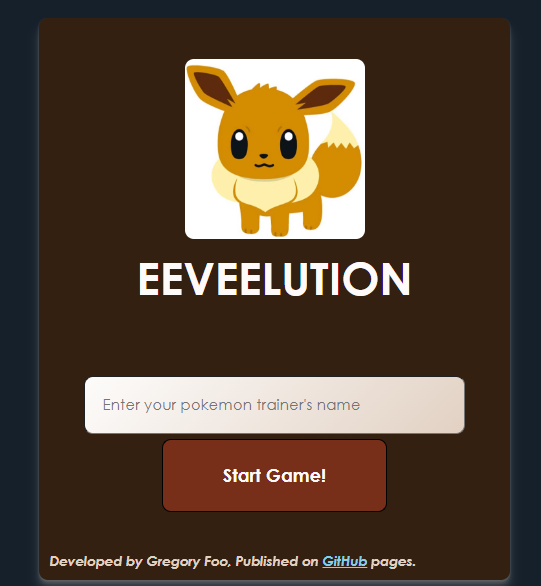 EEVEELUTION
Enter your pokemon trainer's name
Start Game!
Developed by Gregory Foo, Published on GitHub pages.